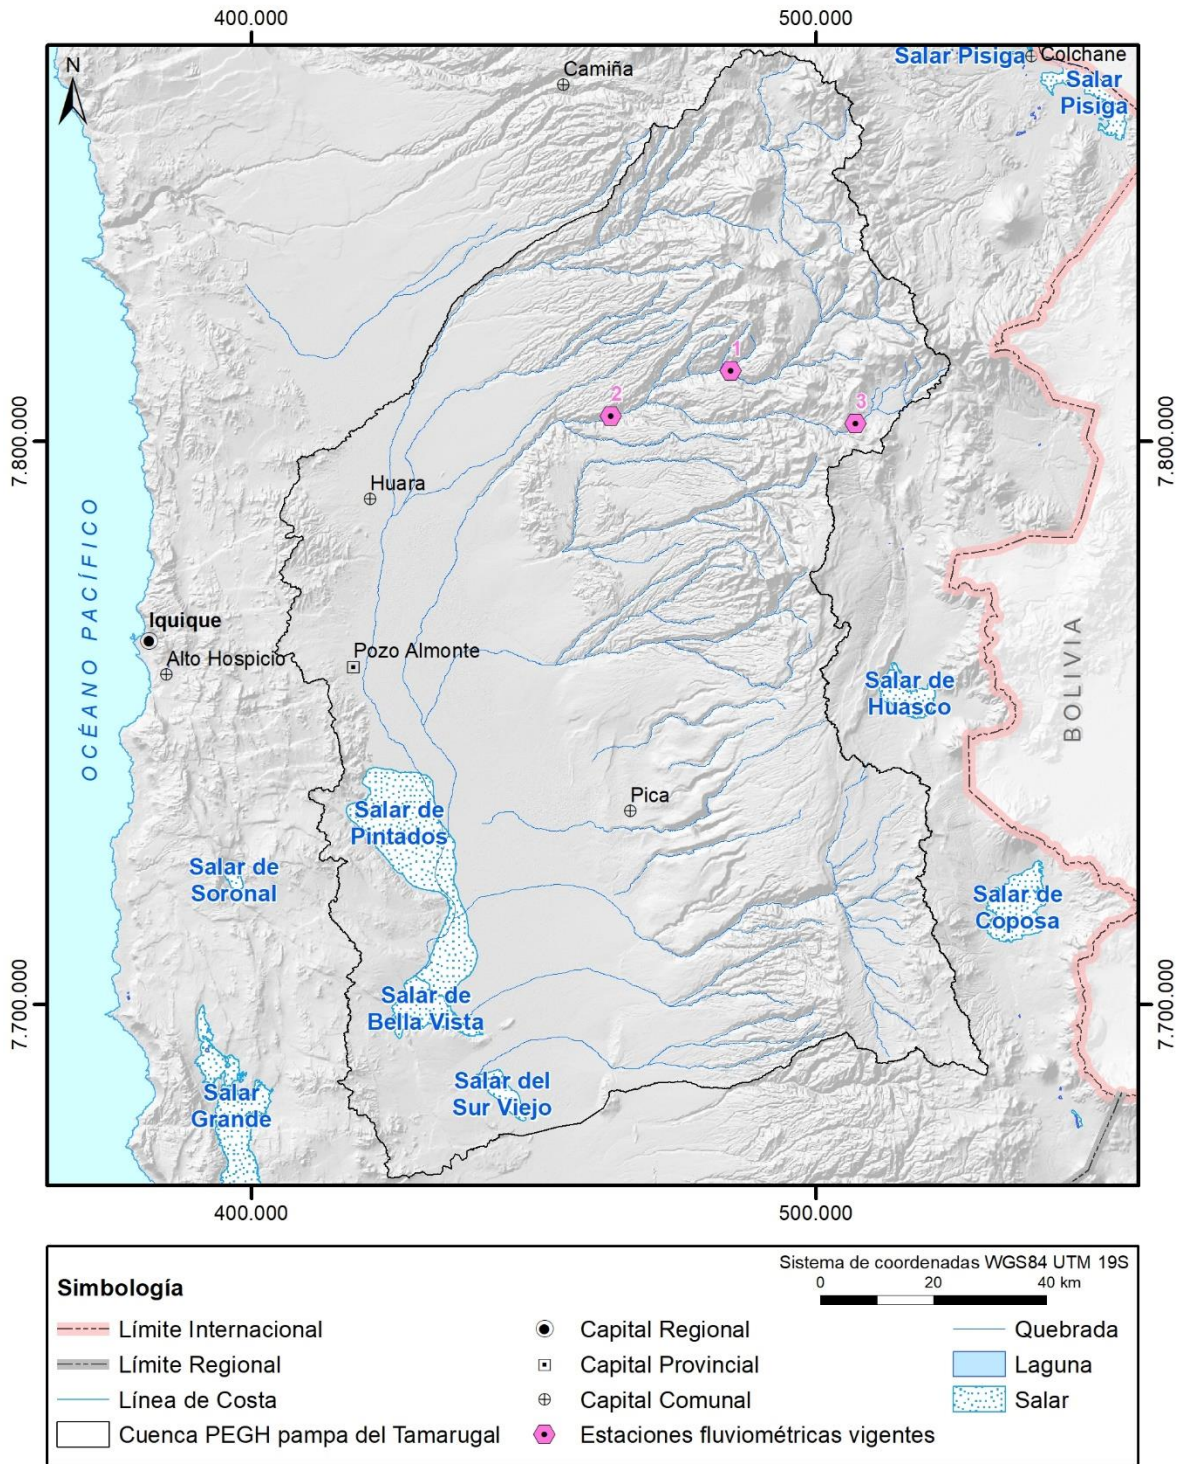 400.000
500.000
N
Camiña
Salar Pisiga
Colchane
Salar
Pisiga
1
2
3
7.800.000
7.800.000
Huara
OCÉANO PACÍFICO
Iquique
Alto Hospicio
Pozo Almonte
Salar de
Huasco
BOLIVIA
Pica
Salar de
Pintados
Salar de
Soronal
Salar de
Coposa
7.700.000
7.700.000
Salar de
Bella Vista
Salar del
Sur Viejo
Salar
Grande
400.000
500.000
Sistema de coordenadas WGS84 UTM 19S
0 20 40 km
Simbología
Límite Internacional
Límite Regional
Línea de Costa
Cuenca PEGH pampa del Tamarugal
Capital Regional
Capital Provincial
Capital Comunal
Estaciones fluviométricas vigentes
Quebrada
Laguna
Salar